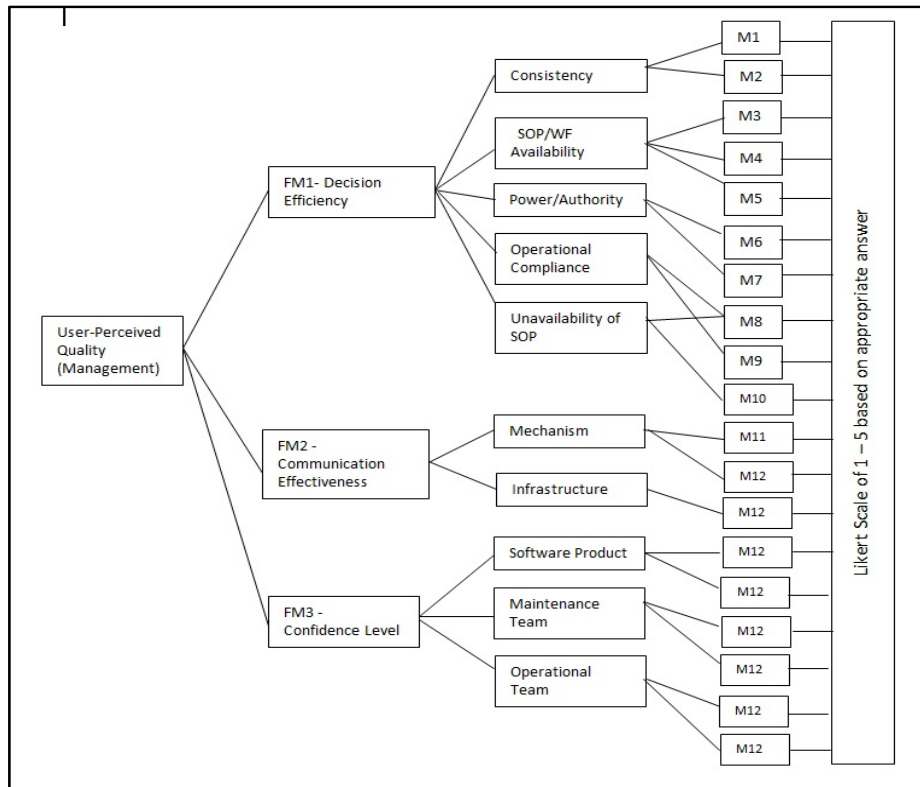 User-Perceived
Quality
(Management)
FM1- Decision
Efficiency
FM2 -
Communication
Effectiveness
FM3 -
Confidence Level
Consistency
SOP/WF
Availability
Power/Authority
Operational
Compliance
Unavailability of
SOP
Mechanism
Infrastructure
Software Product
Maintenance
Team
Operational
Team
M1
M2
M3
M4
M5
M6
M7
M8
M9
M10
M11
M12
M12
M12
M12
M12
M12
M12
M12
Likert Scale of 1 – 5 based on appropriate answer